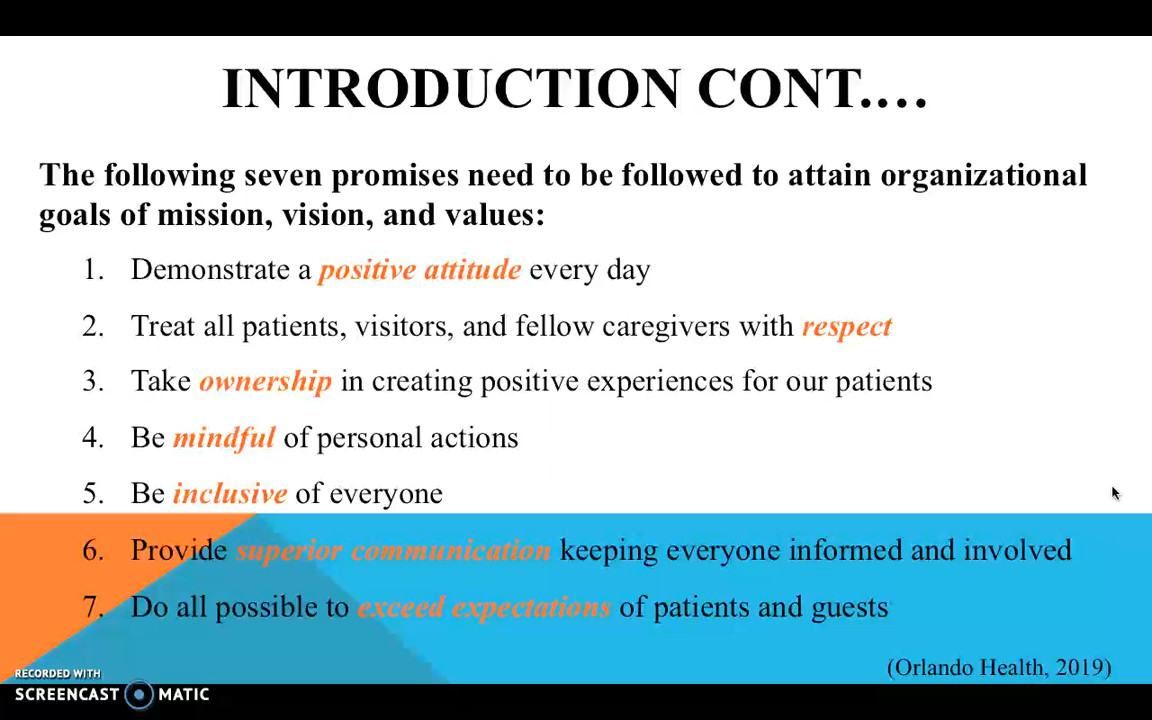 INTRODUCTION CONT.…
The following seven promises need to be followed to attain organizational
goals of mission, vision, and values:
1. Demonstrate a positive attitude every day
2. Treat all patients, visitors, and fellow caregivers with respect
3. Take ownership in creating positive experiences for our patients
4. Be mindful of personal actions
5. Be inclusive of everyone
6. Provide superior communication keeping everyone informed and involved
7. Do all possible to exceed expectations of patients and guests
(Orlando Health, 2019)
RECORDED WITH
SCREENCAST MATIC